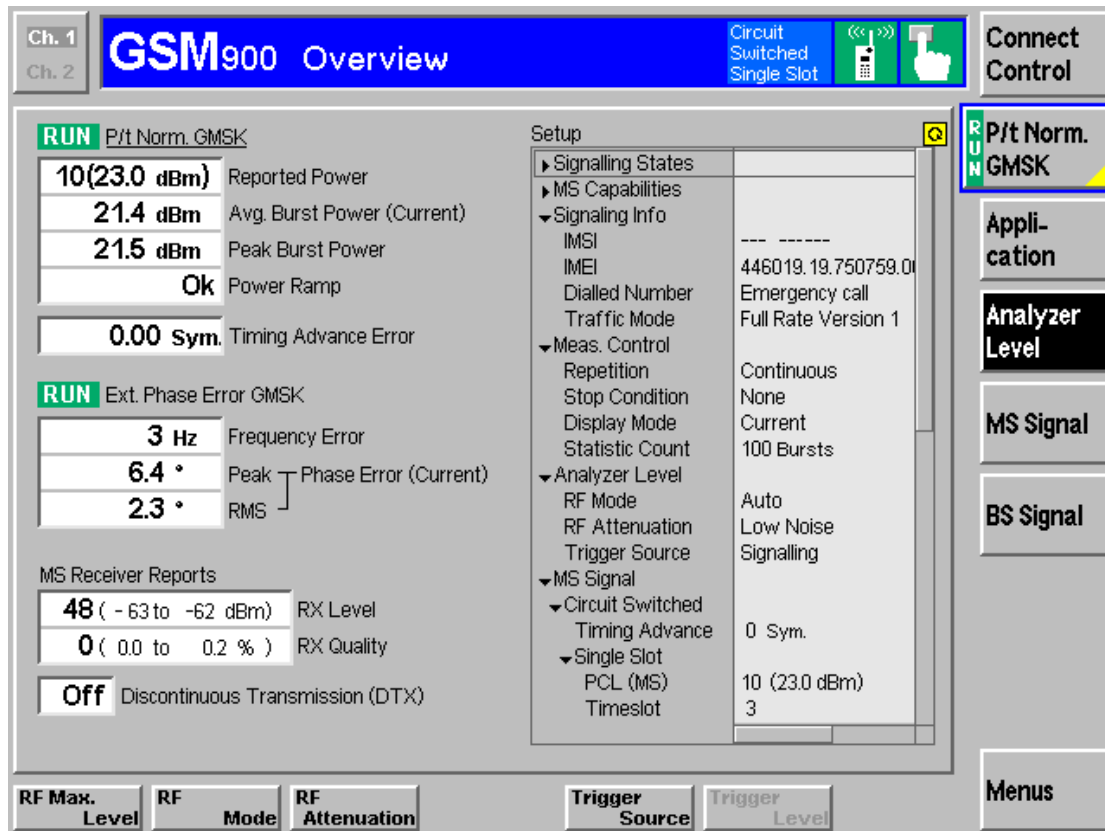 Ch. 1
Ch. 2
GSM900 Overview
Circuit
Switched
Single Slot
Connect
Control
RUN P/t Norm. GMSK
10(23.0 dBm) Reported Power
21.4 dBm Avg. Burst Power (Current)
21.5 dBm Peak Burst Power
Ok Power Ramp
0.00 Sym. Timing Advance Error
RUN Ext. Phase Error GMSK
3 Hz Frequency Error
6.4 ° Peak Phase Error (Current)
2.3 ° RMS
MS Receiver Reports
48 ( - 63 to -62 dBm) RX Level
0 ( 0.0 to 0.2 % ) RX Quality
Off Discontinuous Transmission (DTX)
Setup
Signalling States
MS Capabilities
Signaling Info
IMSI --- ------
IMEI 446019.19.750759.0
Dialled Number Emergency call
Traffic Mode Full Rate Version 1
Meas. Control
Repetition Continuous
Stop Condition None
Display Mode Current
Statistic Count 100 Bursts
Analyzer Level
RF Mode Auto
RF Attenuation Low Noise
Trigger Source Signalling
MS Signal
Circuit Switched
Timing Advance 0 Sym.
Single Slot
PCL (MS) 10 (23.0 dBm)
Timeslot 3
RUN
P/t Norm.
GMSK
Appli-
cation
Analyzer
Level
MS Signal
BS Signal
Menus
RF Max.
Level
RF
Mode
RF
Attenuation
Trigger
Source
Trigger
Level